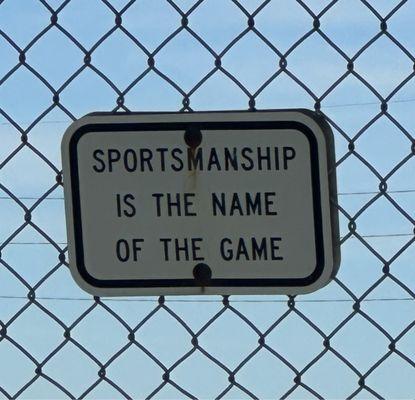 SPORTSMANSHIP
IS THE NAME
OF THE GAME